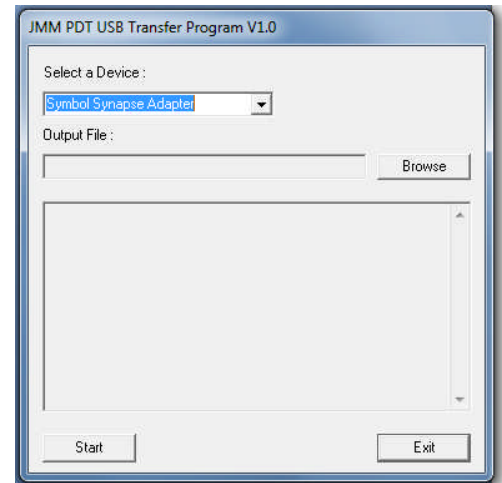 JMM PDT USB Transfer Program V1.0
Select a Device :
Symbol Synapse Adapter
Output File :
Browse
Start
Exit